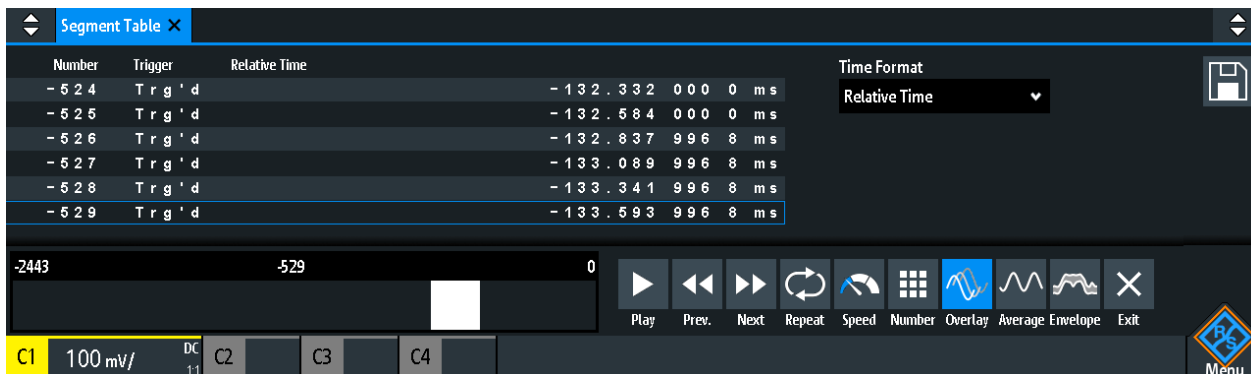 Segment Table
Number Trigger Relative Time
-524 Trg'd -132.332 000 0 ms
-525 Trg'd -132.584 000 0 ms
-526 Trg'd -132.837 996 8 ms
-527 Trg'd -133.089 996 8 ms
-528 Trg'd -133.341 996 8 ms
-529 Trg'd -133.593 996 8 ms
Time Format
Relative Time
-2443 -529 0
Play Prev. Next Repeat Speed Number Overlay Average Envelope Exit
C1 100 mV/ DC 1:1 C2 C3 C4
R&S
Menu